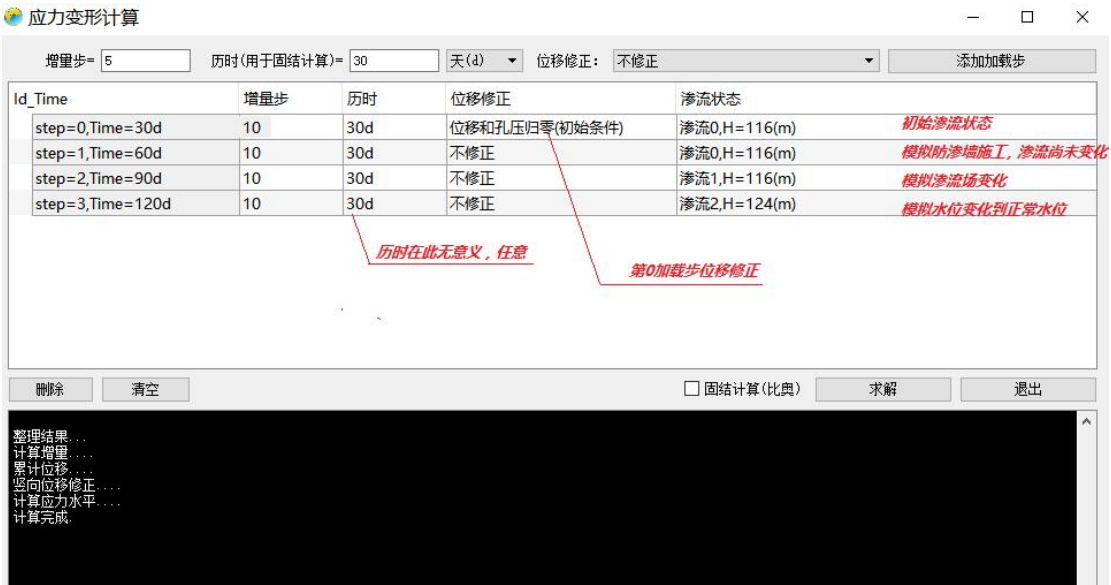 应力变形计算
增量步= 5 历时(用于固结计算)= 30 天(d) 位移修正: 不修正 添加加载步
Id_Time 增量步 历时 位移修正 渗流状态
step=0,Time=30d 10 30d 位移和孔压归零(初始条件) 渗流0,H=116(m) 初始渗流状态
step=1,Time=60d 10 30d 不修正 渗流0,H=116(m) 模拟防渗墙施工, 渗流尚未变化
step=2,Time=90d 10 30d 不修正 渗流1,H=116(m) 模拟渗流场变化
step=3,Time=120d 10 30d 不修正 渗流2,H=124(m) 模拟水位变化到正常水位
历时在此无意义，任意
第0加载步位移修正
删除 清空 固结计算(比奥) 求解 退出
整理结果...
计算增量....
累计位移....
竖向位移修正....
计算应力水平....
计算完成.